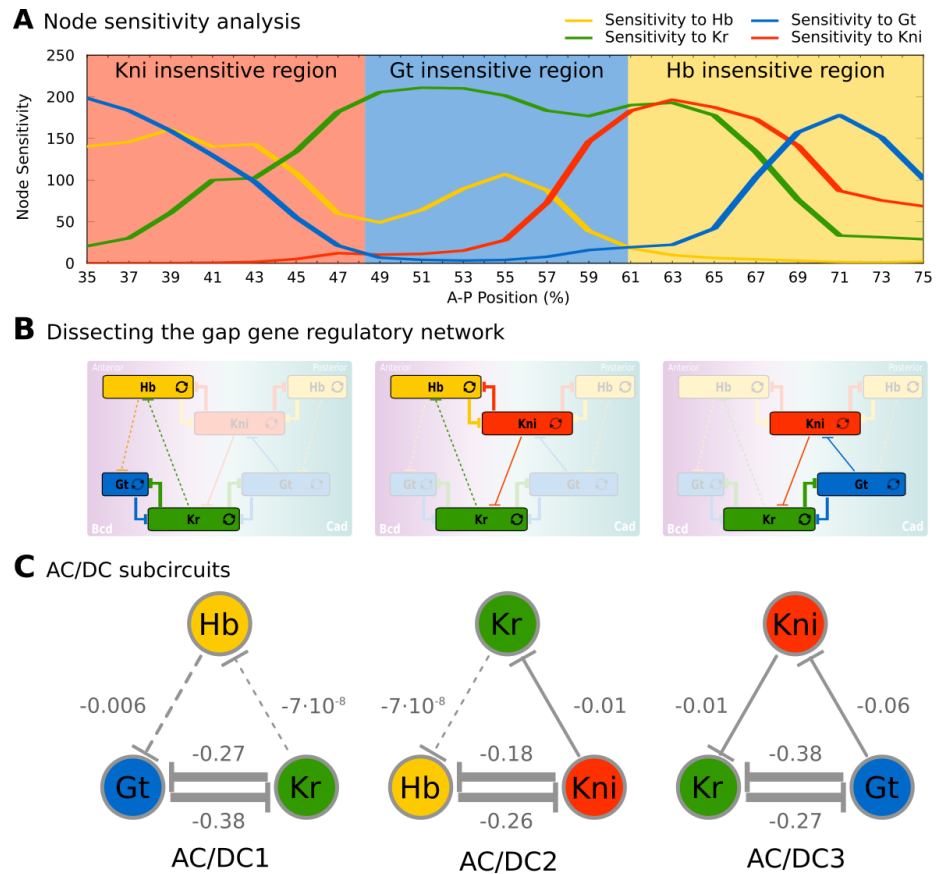 A Node sensitivity analysis
Sensitivity to Hb
Sensitivity to Gt
Sensitivity to Kr
Sensitivity to Kni
Kni insensitive region
Gt insensitive region
Hb insensitive region
Node Sensitivity
250
200
150
100
50
0
35 37 39 41 43 45 47 49 51 53 55 57 59 61 63 65 67 69 71 73 75
A-P Position (%)
B Dissecting the gap gene regulatory network
Anterior Posterior
Hb Hb
Kni
Gt Gt
Kr
Bcd Cad
Anterior Posterior
Hb Hb
Kni
Gt Gt
Kr
Bcd Cad
Anterior Posterior
Hb Hb
Kni
Gt Gt
Kr
Bcd Cad
C AC/DC subcircuits
Hb
-0.006 -7·10⁻⁸
-0.27
Gt Kr
-0.38
AC/DC1
Kr
-7·10⁻⁸ -0.01
-0.18
Hb Kni
-0.26
AC/DC2
Kni
-0.01 -0.06
-0.38
Kr Gt
-0.27
AC/DC3